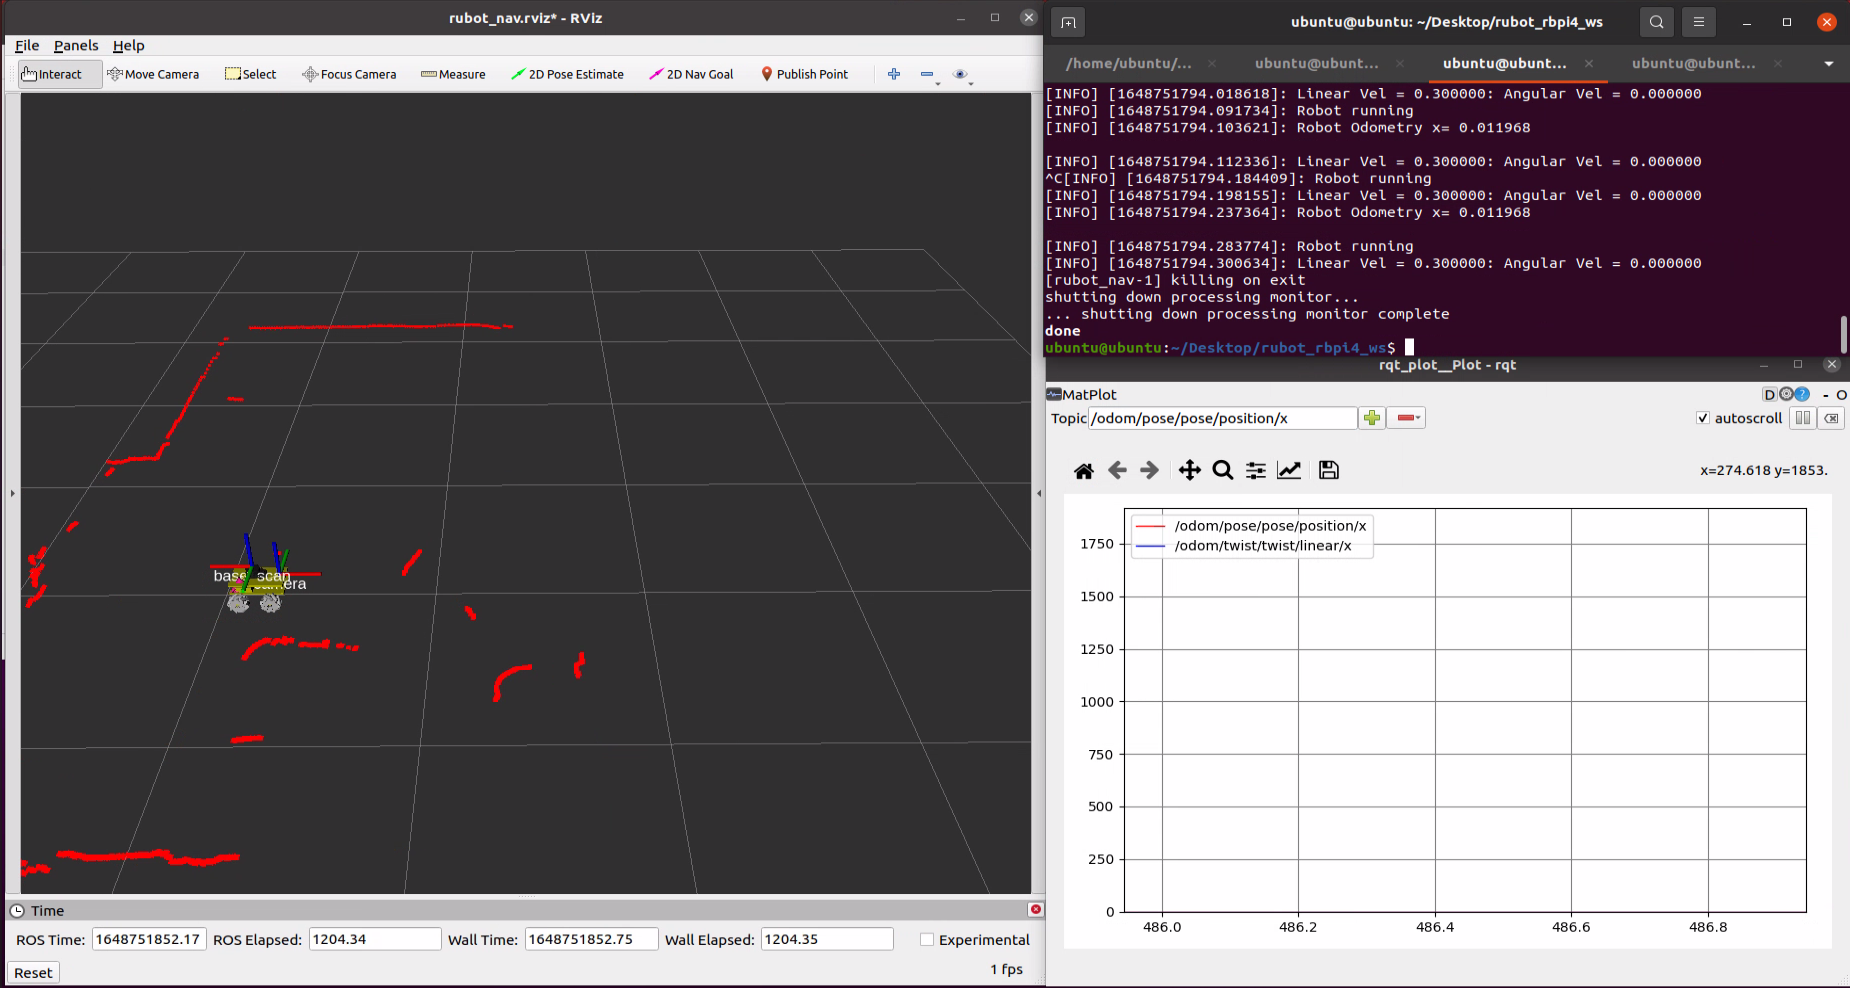 rubot_nav.rviz* - RViz
File Panels Help
Interact Move Camera Select Focus Camera Measure 2D Pose Estimate 2D Nav Goal Publish Point
scan
Time
ROS Time: 1648751852.17 ROS Elapsed: 1204.34 Wall Time: 1648751852.75 Wall Elapsed: 1204.35 Experimental
Reset 1 fps
ubuntu@ubuntu: ~/Desktop/rubot_rbpi4_ws
/home/ubuntu/... ubuntu@ubunt... ubuntu@ubunt... ubuntu@ubunt...
[INFO] [1648751794.018618]: Linear Vel = 0.300000: Angular Vel = 0.000000
[INFO] [1648751794.091734]: Robot running
[INFO] [1648751794.103621]: Robot Odometry x= 0.011968
[INFO] [1648751794.112336]: Linear Vel = 0.300000: Angular Vel = 0.000000
^C[INFO] [1648751794.184409]: Robot running
[INFO] [1648751794.198155]: Linear Vel = 0.300000: Angular Vel = 0.000000
[INFO] [1648751794.237364]: Robot Odometry x= 0.011968
[INFO] [1648751794.283774]: Robot running
[INFO] [1648751794.300634]: Linear Vel = 0.300000: Angular Vel = 0.000000
[rubot_nav-1] killing on exit
shutting down processing monitor...
... shutting down processing monitor complete
done
ubuntu@ubuntu:~/Desktop/rubot_rbpi4_ws$
rqt_plot__Plot - rqt
MatPlot D - O
Topic /odom/pose/pose/position/x autoscroll
x=274.618 y=1853.
/odom/pose/pose/position/x
/odom/twist/twist/linear/x
1750
1500
1250
1000
750
500
250
0
486.0 486.2 486.4 486.6 486.8